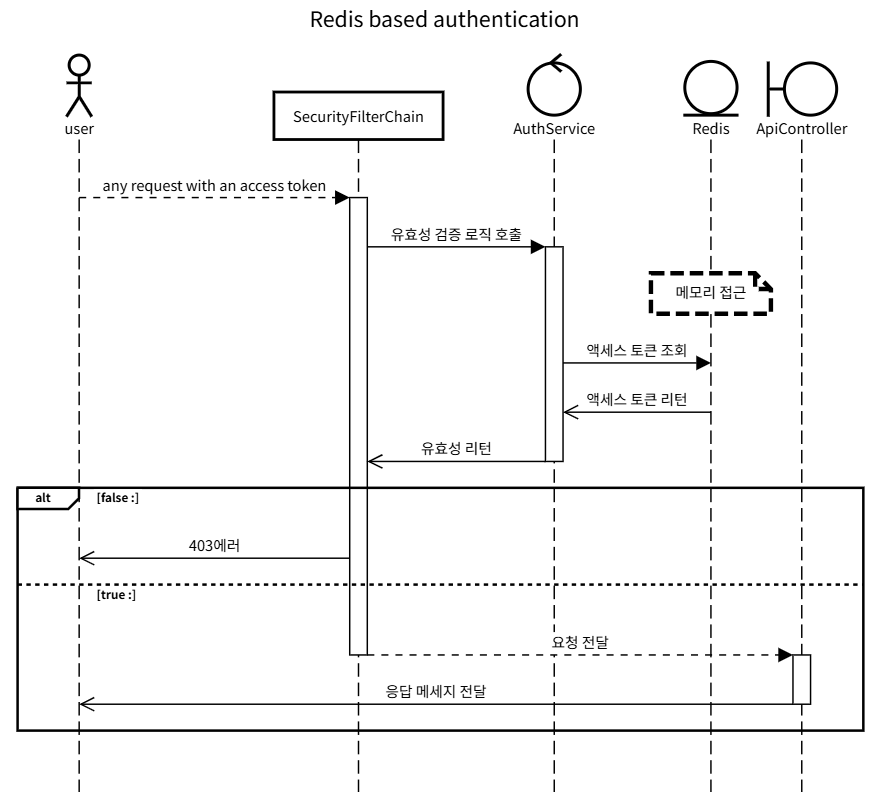 Redis based authentication
user
SecurityFilterChain
AuthService
Redis
ApiController
any request with an access token
유효성 검증 로직 호출
메모리 접근
액세스 토큰 조회
액세스 토큰 리턴
유효성 리턴
alt
[false :]
403에러
[true :]
요청 전달
응답 메세지 전달